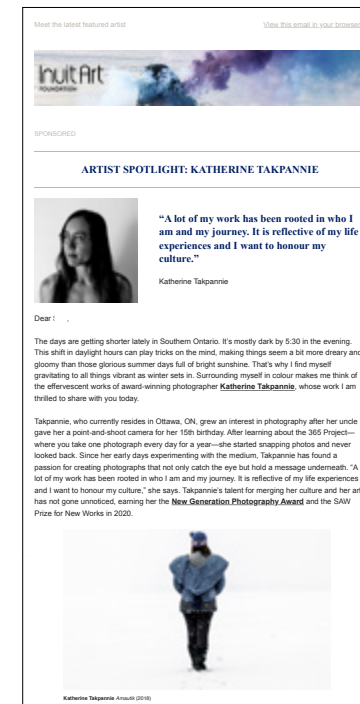 Meet the latest featured artist
View this email in your browser
Inuit Art
FOUNDATION
SPONSORED
ARTIST SPOTLIGHT: KATHERINE TAKPANNIE
“A lot of my work has been rooted in who I
am and my journey. It is reflective of my life
experiences and I want to honour my
culture.”
Katherine Takpannie
Dear
The days are getting shorter lately in Southern Ontario. It's mostly dark by 5:30 in the evening.
This shift in daylight hours can play tricks on the mind, making things seem a bit more dreary and
gloomy than those glorious summer days full of bright sunshine. That's why I find myself
gravitating to all things vibrant as winter sets in. Surrounding myself in colour makes me think of
the effervescent works of award-winning photographer Katherine Takpannie, whose work I am
thrilled to share with you today.
Takpannie, who currently resides in Ottawa, ON, grew an interest in photography after her uncle
gave her a point-and-shoot camera for her 15th birthday. After learning about the 365 Project—
where you take one photograph every day for a year—she started snapping photos and never
looked back. Since her early days experimenting with the medium, Takpannie has found a
passion for creating photographs that not only catch the eye but hold a message underneath. “A
lot of my work has been rooted in who I am and my journey. It is reflective of my life experiences
and I want to honour my culture,” she says. Takpannie's talent for merging her culture and her art
has not gone unnoticed, earning her the New Generation Photography Award and the SAW
Prize for New Works in 2020.
Katherine Takpannie Amautik (2018)